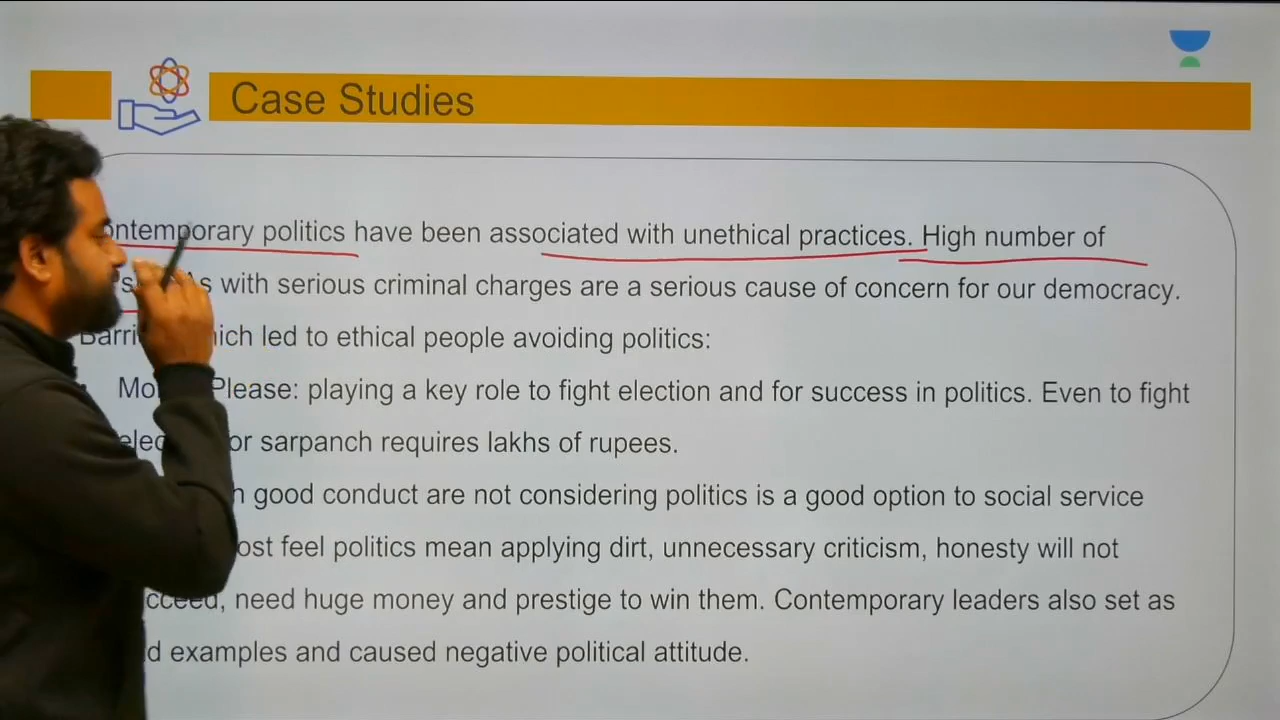 Case Studies
ontemporary politics have been associated with unethical practices. High number of
with serious criminal charges are a serious cause of concern for our democracy.
led to ethical people avoiding politics:
Please: playing a key role to fight election and for success in politics. Even to fight
or sarpanch requires lakhs of rupees.
good conduct are not considering politics is a good option to social service
ost feel politics mean applying dirt, unnecessary criticism, honesty will not
need huge money and prestige to win them. Contemporary leaders also set as
examples and caused negative political attitude.